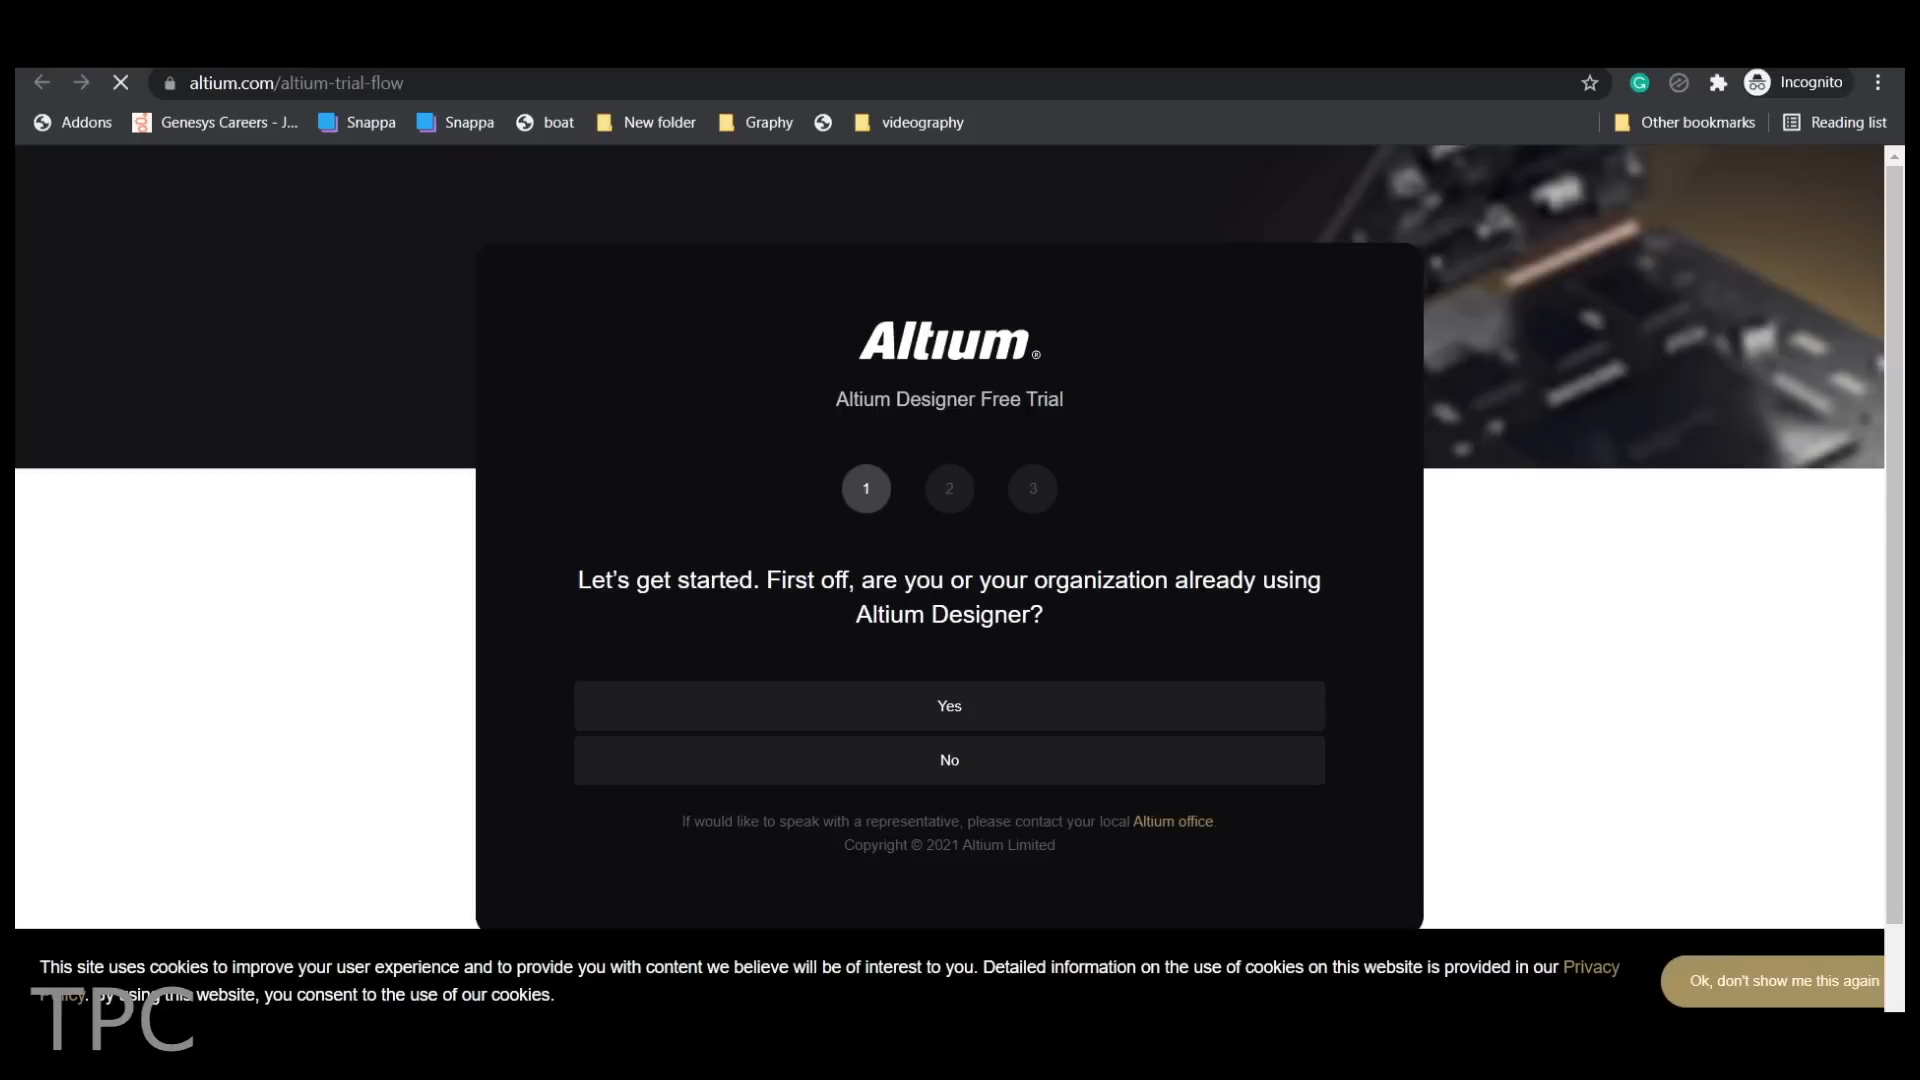 altium.com/altium-trial-flow
Incognito
Addons
Genesys Careers - J...
Snappa
Snappa
boat
New folder
Graphy
videography
Other bookmarks
Reading list
Altium®
Altium Designer Free Trial
1 2 3
Let’s get started. First off, are you or your organization already using
Altium Designer?
Yes
No
If would like to speak with a representative, please contact your local Altium office.
Copyright © 2021 Altium Limited
This site uses cookies to improve your user experience and to provide you with content we believe will be of interest to you. Detailed information on the use of cookies on this website is provided in our Privacy
Policy. By using this website, you consent to the use of our cookies.
Ok, don't show me this again
TPC